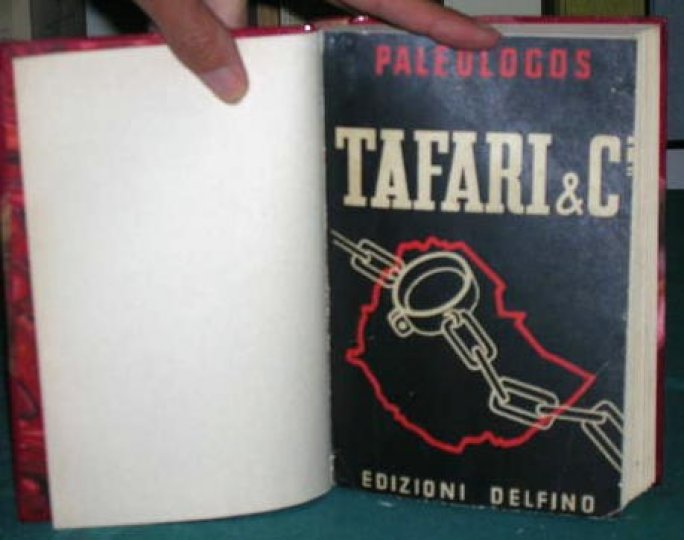 PALEOLOGOS
TAFARI & C
EDIZIONI DELFINO